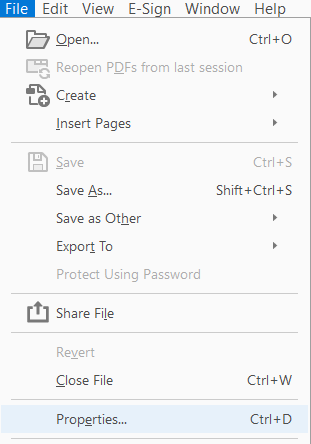 File Edit View E-Sign Window Help
Open... Ctrl+O
Reopen PDFs from last session
Create
Insert Pages
Save Ctrl+S
Save As... Shift+Ctrl+S
Save as Other
Export To
Protect Using Password
Share File
Revert
Close File Ctrl+W
Properties... Ctrl+D